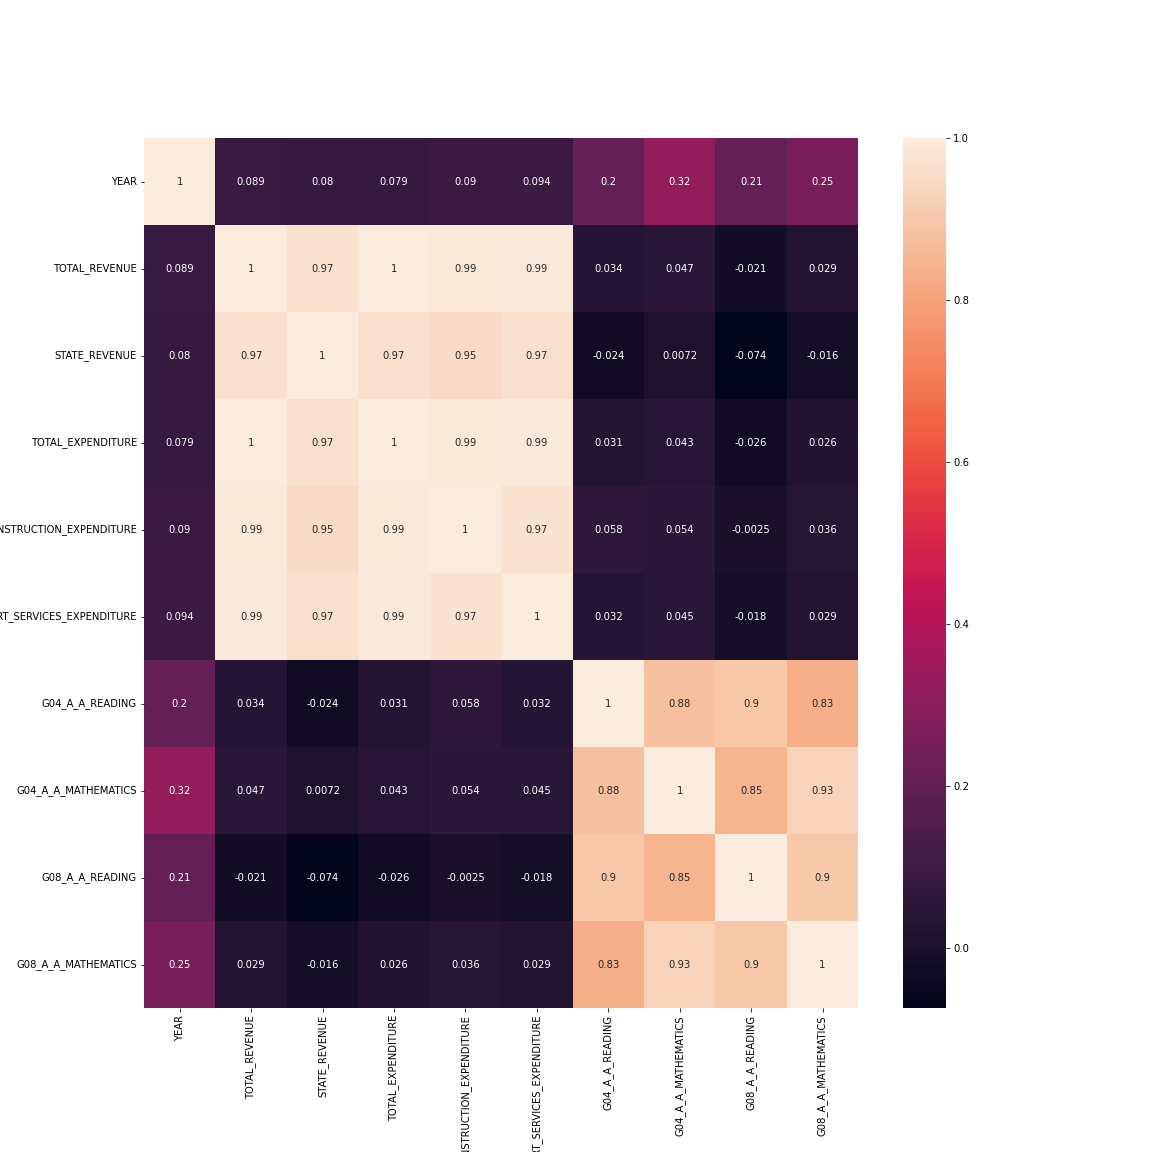 YEAR 1 0.089 0.08 0.079 0.09 0.094 0.2 0.32 0.21 0.25
TOTAL_REVENUE 0.089 1 0.97 1 0.99 0.99 0.034 0.047 -0.021 0.029
STATE_REVENUE 0.08 0.97 1 0.97 0.95 0.97 -0.024 0.0072 -0.074 -0.016
TOTAL_EXPENDITURE 0.079 1 0.97 1 0.99 0.99 0.031 0.043 -0.026 0.026
NSTRUCTION_EXPENDITURE 0.09 0.99 0.95 0.99 1 0.97 0.058 0.054 -0.0025 0.036
RT_SERVICES_EXPENDITURE 0.094 0.99 0.97 0.99 0.97 1 0.032 0.045 -0.018 0.029
G04_A_A_READING 0.2 0.034 -0.024 0.031 0.058 0.032 1 0.88 0.9 0.83
G04_A_A_MATHEMATICS 0.32 0.047 0.0072 0.043 0.054 0.045 0.88 1 0.85 0.93
G08_A_A_READING 0.21 -0.021 -0.074 -0.026 -0.0025 -0.018 0.9 0.85 1 0.9
G08_A_A_MATHEMATICS 0.25 0.029 -0.016 0.026 0.036 0.029 0.83 0.93 0.9 1
YEAR
TOTAL_REVENUE
STATE_REVENUE
TOTAL_EXPENDITURE
NSTRUCTION_EXPENDITURE
RT_SERVICES_EXPENDITURE
G04_A_A_READING
G04_A_A_MATHEMATICS
G08_A_A_READING
G08_A_A_MATHEMATICS
1.0
0.8
0.6
0.4
0.2
0.0